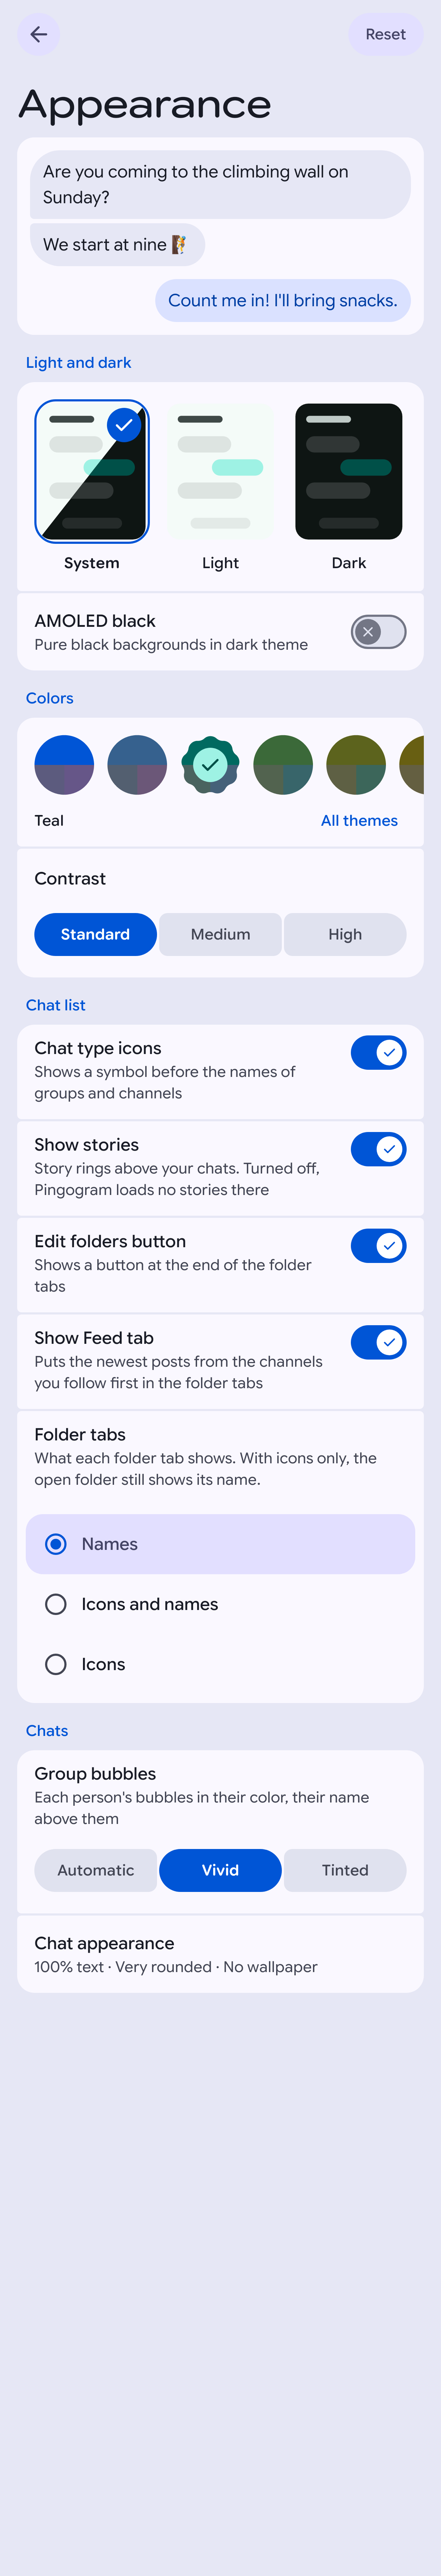 Reset
Appearance
Are you coming to the climbing wall on
Sunday?
We start at nine 🧗
Count me in! I'll bring snacks.
Light and dark
System
Light
Dark
AMOLED black
Pure black backgrounds in dark theme
Colors
Teal
All themes
Contrast
Standard
Medium
High
Chat list
Chat type icons
Shows a symbol before the names of
groups and channels
Show stories
Story rings above your chats. Turned off,
Pingogram loads no stories there
Edit folders button
Shows a button at the end of the folder
tabs
Show Feed tab
Puts the newest posts from the channels
you follow first in the folder tabs
Folder tabs
What each folder tab shows. With icons only, the
open folder still shows its name.
Names
Icons and names
Icons
Chats
Group bubbles
Each person's bubbles in their color, their name
above them
Automatic
Vivid
Tinted
Chat appearance
100% text · Very rounded · No wallpaper